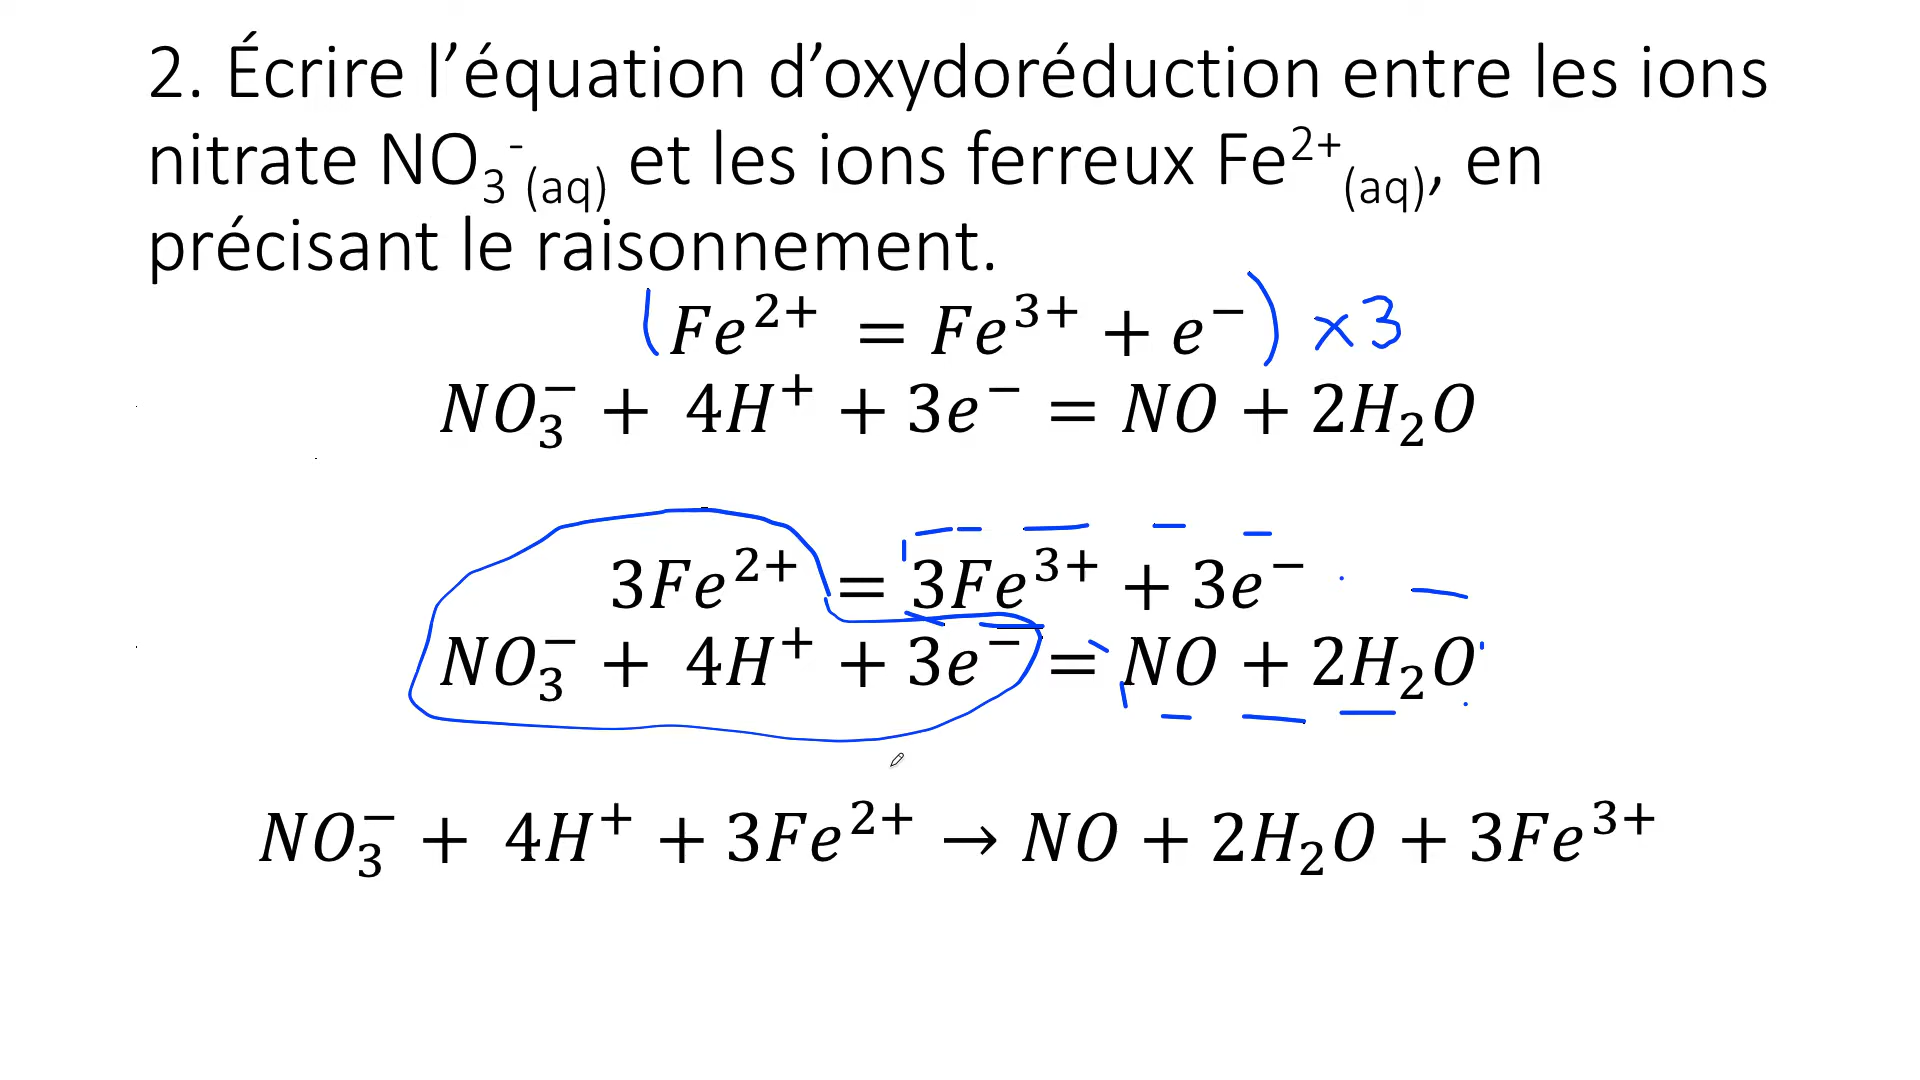 2. Écrire l’équation d’oxydoréduction entre les ions
nitrate NO₃⁻(aq) et les ions ferreux Fe²⁺(aq), en
précisant le raisonnement.
(Fe²⁺ = Fe³⁺ + e⁻) ×3
NO₃⁻ + 4H⁺ + 3e⁻ = NO + 2H₂O
3Fe²⁺ = 3Fe³⁺ + 3e⁻
NO₃⁻ + 4H⁺ + 3e⁻ = NO + 2H₂O
NO₃⁻ + 4H⁺ + 3Fe²⁺ → NO + 2H₂O + 3Fe³⁺